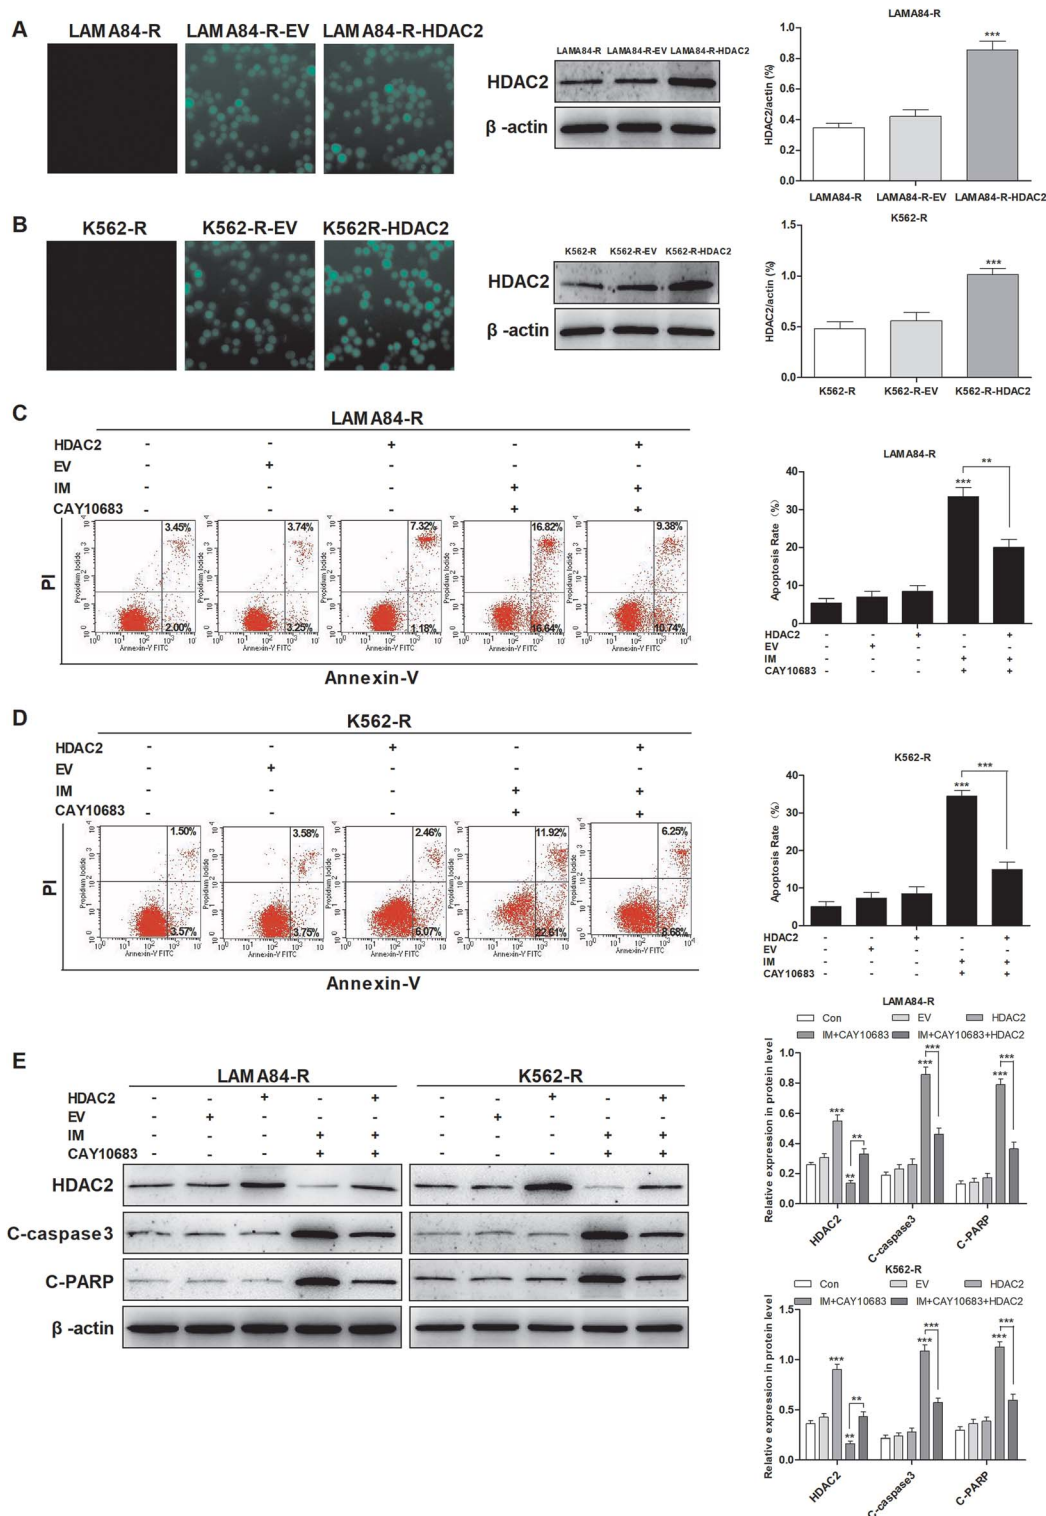 A
LAMA84-R LAMA84-R-EV LAMA84-R-HDAC2
LAMA84-R LAMA84-R-EV LAMA84-R-HDAC2
HDAC2
β -actin
LAMA84-R
HDAC2/actin (%)
1.0
0.8
0.6
0.4
0.2
0.0
***
LAMA84-R LAMA84-R-EV LAMA84-R-HDAC2
B
K562-R K562-R-EV K562R-HDAC2
K562-R K562-R-EV K562-R-HDAC2
HDAC2
β -actin
K562-R
HDAC2/actin (%)
1.5
1.0
0.5
0.0
***
K562-R K562-R-EV K562-R-HDAC2
C
LAMA84-R
HDAC2 - - + - +
EV - + - - -
IM - - - + +
CAY10683 - - - + +
PI
Propidium Iodide
3.45% 3.74% 7.32% 16.82% 9.38%
2.00% 3.25% 1.18% 16.64% 10.74%
Annexin-V FITC
Annexin-V
LAMA84-R
Apoptosis Rate (%)
40
30
20
10
0
*** **
HDAC2 - - + - +
EV - + - - -
IM - - - + +
CAY10683 - - - + +
D
K562-R
HDAC2 - - + - +
EV - + - - -
IM - - - + +
CAY10683 - - - + +
PI
Propidium Iodide
1.50% 3.58% 2.46% 11.92% 6.25%
3.57% 3.75% 6.07% 22.61% 8.68%
Annexin-V FITC
Annexin-V
K562-R
Apoptosis Rate (%)
40
30
20
10
0
*** ***
HDAC2 - - + - +
EV - + - - -
IM - - - + +
CAY10683 - - - + +
E
LAMA84-R K562-R
HDAC2 - - + - + - - + - +
EV - + - - - - + - - -
IM - - - + + - - - + +
CAY10683 - - - + + - - - + +
HDAC2
C-caspase3
C-PARP
β -actin
LAMA84-R
Con EV HDAC2
IM+CAY10683 IM+CAY10683+HDAC2
Relative expression in protein level
1.0
0.8
0.6
0.4
0.2
0.0
*** ** ** *** *** *** ***
HDAC2 C-caspase3 C-PARP
K562-R
Con EV HDAC2
IM+CAY10683 IM+CAY10683+HDAC2
Relative expression in protein level
1.5
1.0
0.5
0.0
*** ** ** *** *** *** ***
HDAC2 C-caspase3 C-PARP